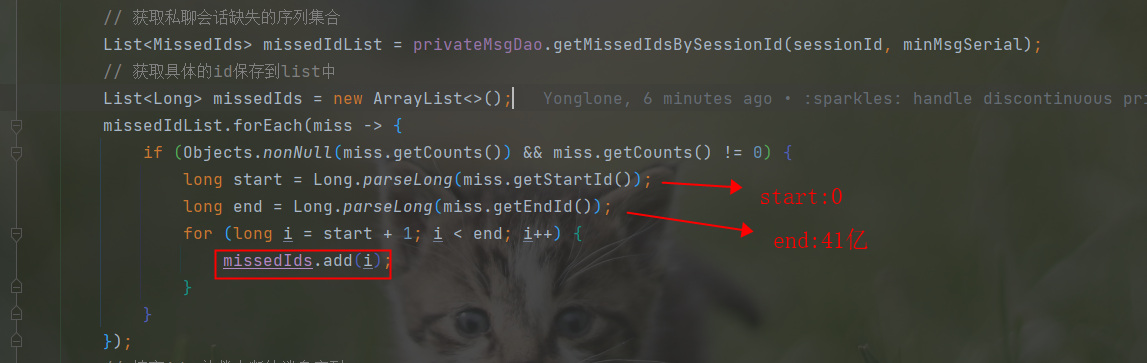 // 获取私聊会话缺失的序列集合
List<MissedIds> missedIdList = privateMsgDao.getMissedIdsBySessionId(sessionId, minMsgSerial);
// 获取具体的id保存到list中
List<Long> missedIds = new ArrayList<>(); Yonglone, 6 minutes ago • :sparkles: handle discontinuous pri
missedIdList.forEach(miss -> {
if (Objects.nonNull(miss.getCounts()) && miss.getCounts() != 0) {
long start = Long.parseLong(miss.getStartId());
start:0
long end = Long.parseLong(miss.getEndId());
end:41亿
for (long i = start + 1; i < end; i++) {
missedIds.add(i);
}
}
});